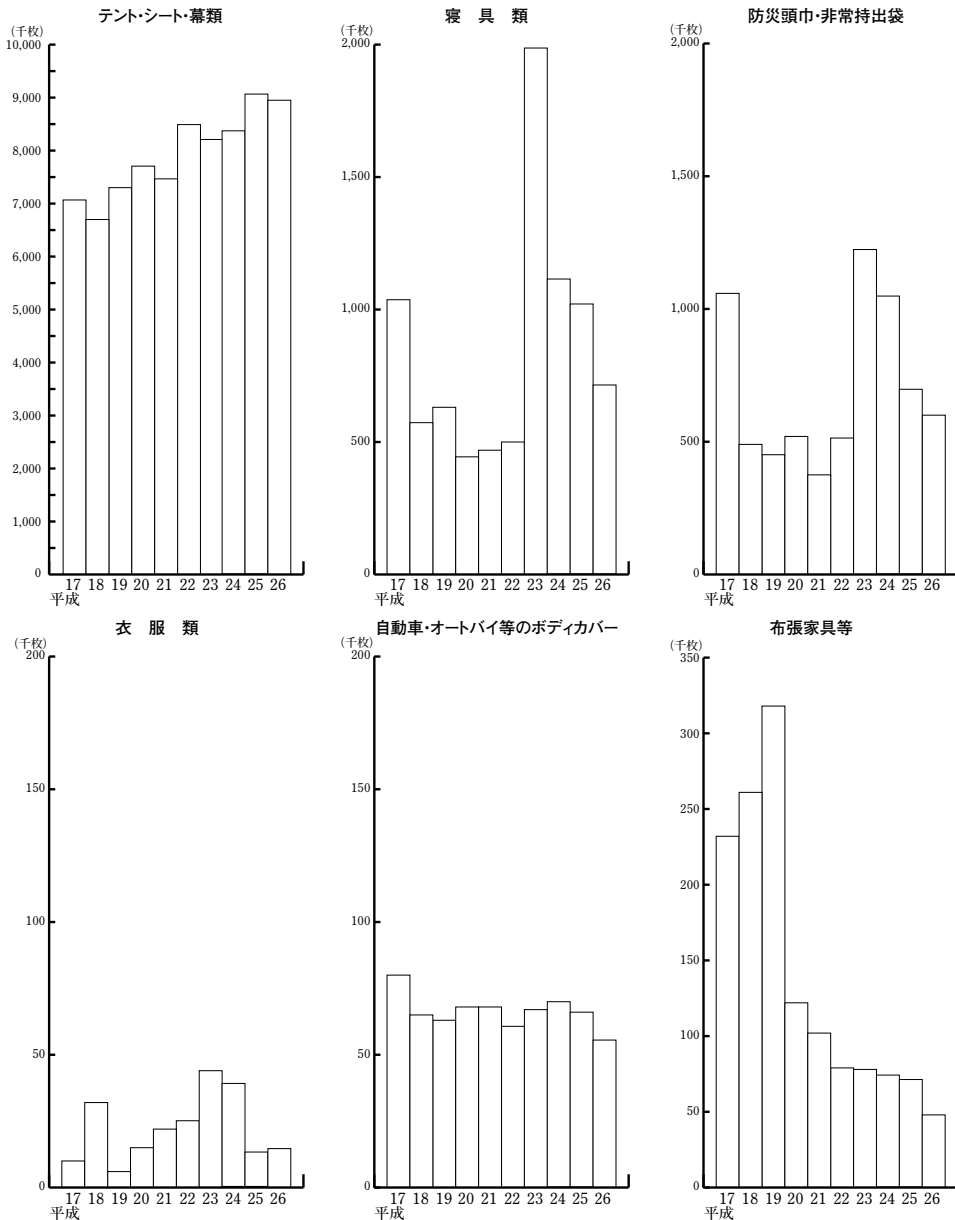 テント・シート・幕類
(千枚)
10,000
9,000
8,000
7,000
6,000
5,000
4,000
3,000
2,000
1,000
0
17 18 19 20 21 22 23 24 25 26
平成
寝 具 類
(千枚)
2,000
1,500
1,000
500
0
17 18 19 20 21 22 23 24 25 26
平成
防災頭巾・非常持出袋
(千枚)
2,000
1,500
1,000
500
0
17 18 19 20 21 22 23 24 25 26
平成
衣 服 類
(千枚)
200
150
100
50
0
17 18 19 20 21 22 23 24 25 26
平成
自動車・オートバイ等のボディカバー
(千枚)
200
150
100
50
0
17 18 19 20 21 22 23 24 25 26
平成
布張家具等
(千枚)
350
300
250
200
150
100
50
0
17 18 19 20 21 22 23 24 25 26
平成